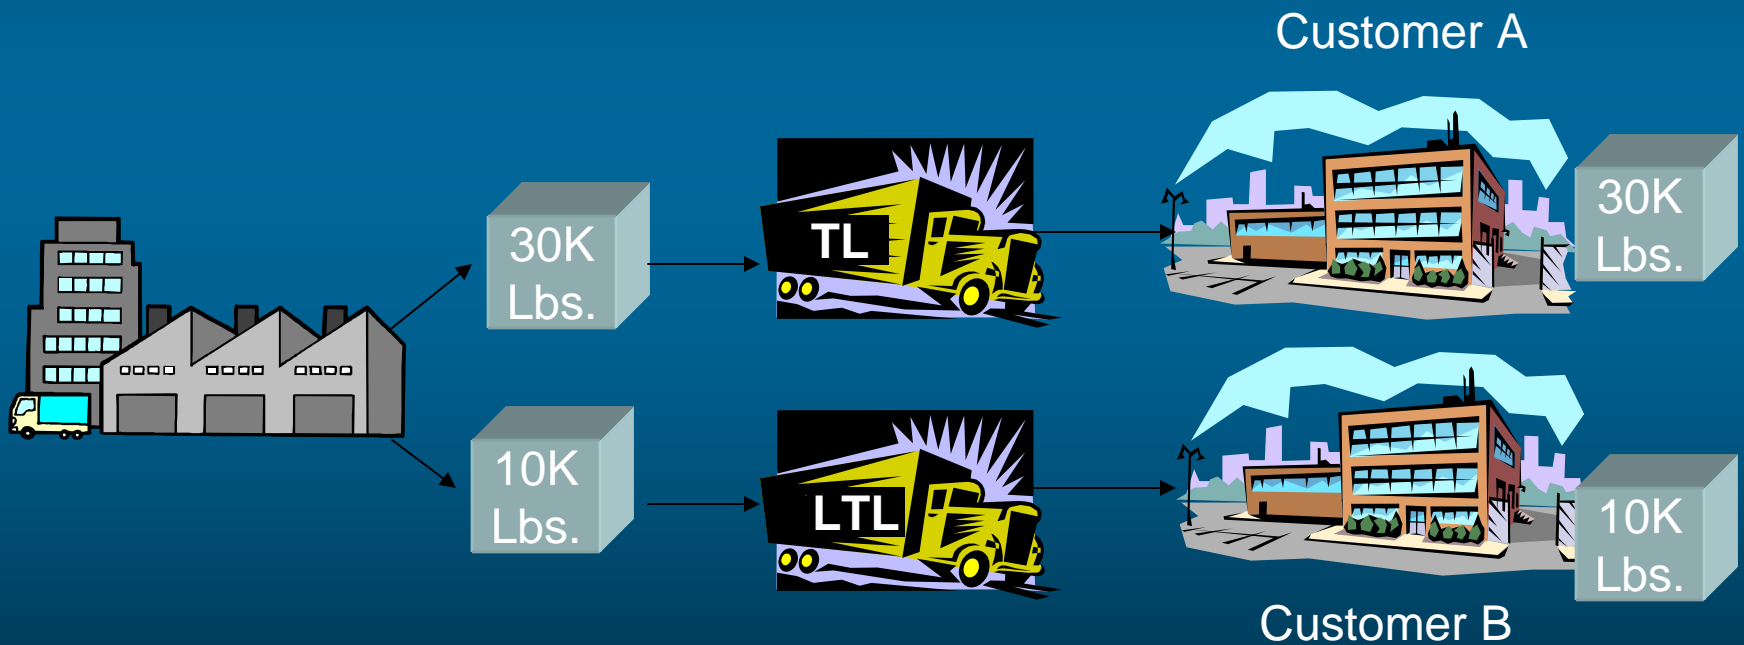 Customer A
30K
Lbs.
TL
30K
Lbs.
10K
Lbs.
LTL
10K
Lbs.
Customer B